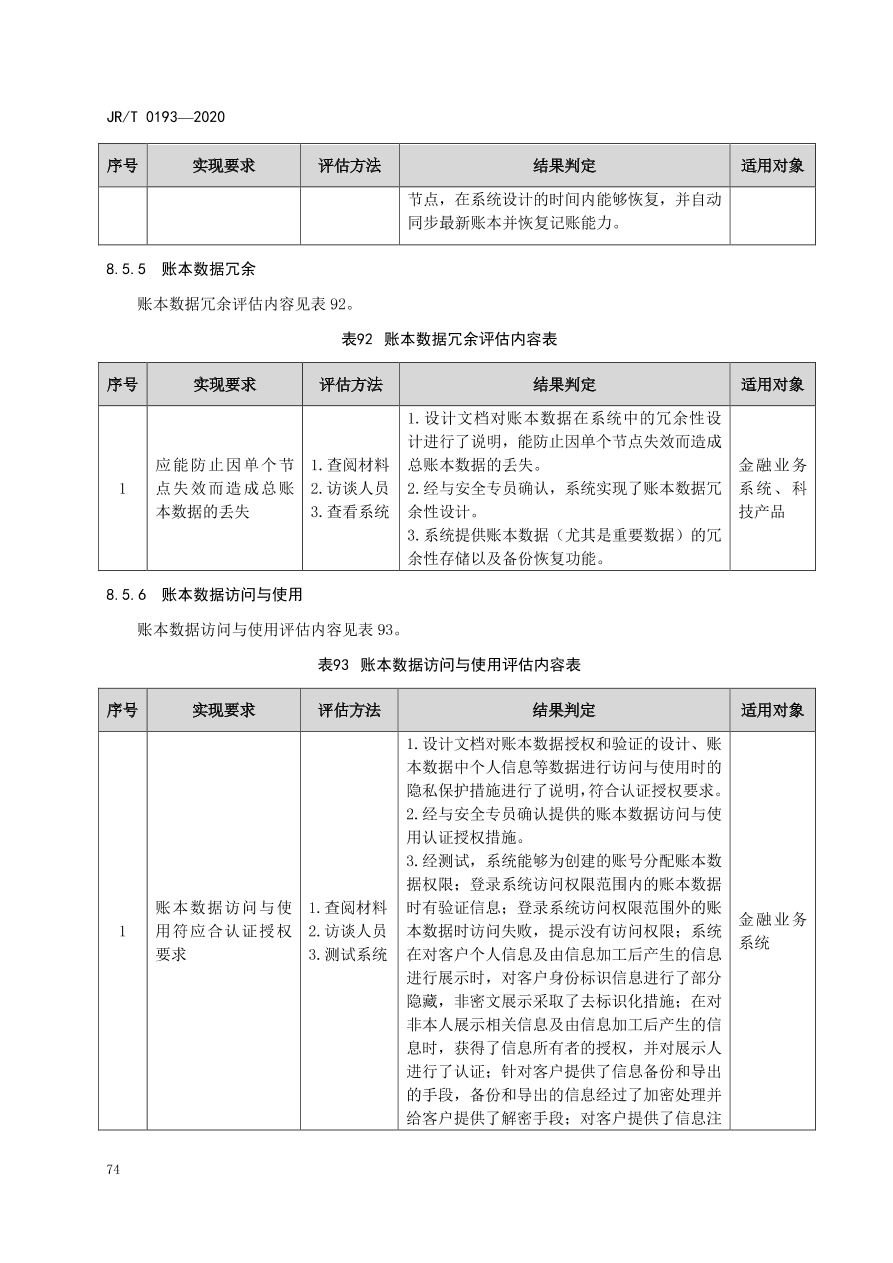 JR/T 0193—2020
序号 实现要求 评估方法 结果判定 适用对象
节点，在系统设计的时间内能够恢复，并自动
同步最新账本并恢复记账能力。
8.5.5 账本数据冗余
账本数据冗余评估内容见表 92。
表92 账本数据冗余评估内容表
序号 实现要求 评估方法 结果判定 适用对象
1
应能防止因单个节
点失效而造成总账
本数据的丢失
1.查阅材料
2.访谈人员
3.查看系统
1.设计文档对账本数据在系统中的冗余性设
计进行了说明，能防止因单个节点失效而造成
总账本数据的丢失。
2.经与安全专员确认，系统实现了账本数据冗
余性设计。
3.系统提供账本数据（尤其是重要数据）的冗
余性存储以及备份恢复功能。
金融业务
系统、科
技产品
8.5.6 账本数据访问与使用
账本数据访问与使用评估内容见表 93。
表93 账本数据访问与使用评估内容表
序号 实现要求 评估方法 结果判定 适用对象
1
账本数据访问与使
用符应合认证授权
要求
1.查阅材料
2.访谈人员
3.测试系统
1.设计文档对账本数据授权和验证的设计、账
本数据中个人信息等数据进行访问与使用时的
隐私保护措施进行了说明，符合认证授权要求。
2.经与安全专员确认提供的账本数据访问与使
用认证授权措施。
3.经测试，系统能够为创建的账号分配账本数
据权限；登录系统访问权限范围内的账本数据
时有验证信息；登录系统访问权限范围外的账
本数据时访问失败，提示没有访问权限；系统
在对客户个人信息及由信息加工后产生的信息
进行展示时，对客户身份标识信息进行了部分
隐藏，非密文展示采取了去标识化措施；在对
非本人展示相关信息及由信息加工后产生的信
息时，获得了信息所有者的授权，并对展示人
进行了认证；针对客户提供了信息备份和导出
的手段，备份和导出的信息经过了加密处理并
给客户提供了解密手段；对客户提供了信息注
金融业务
系统
74